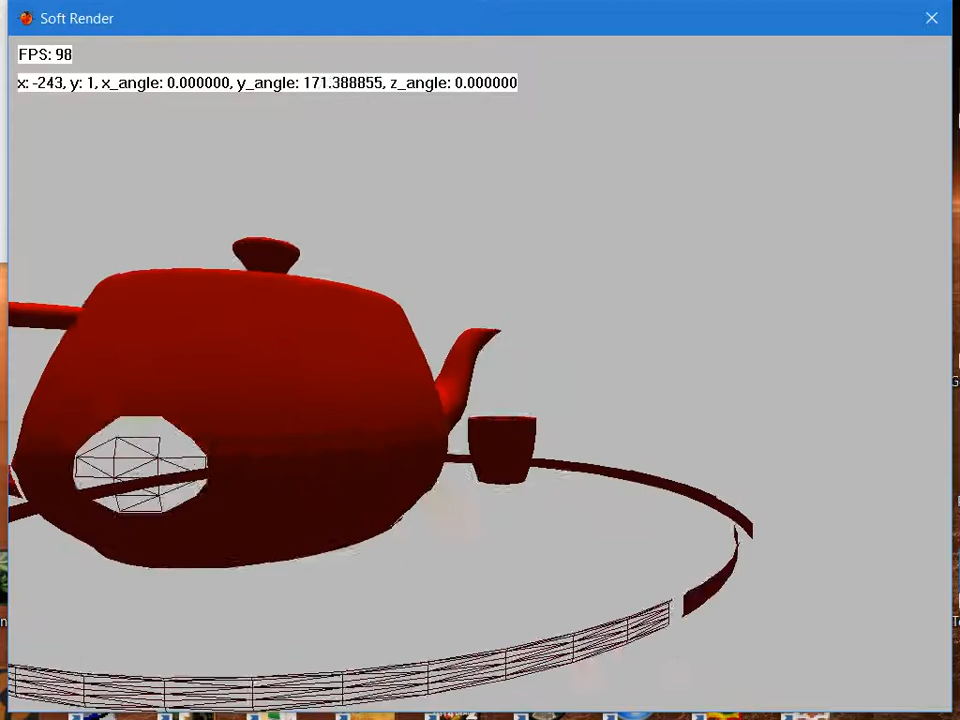 Soft Render
FPS: 98
x: -243, y: 1, x_angle: 0.000000, y_angle: 171.388855, z_angle: 0.000000